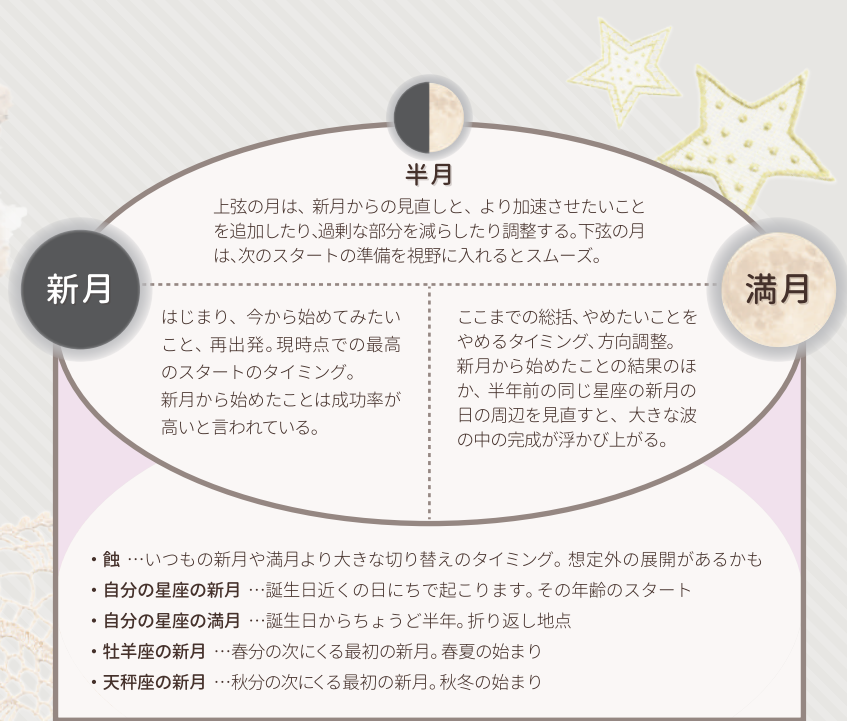 半月
上弦の月は、新月からの見直しと、より加速させたいこと
を追加したり、過剰な部分を減らしたり調整する。下弦の月
は、次のスタートの準備を視野に入れるとスムーズ。
新月
はじまり、今から始めてみたい
こと、再出発。現時点での最高
のスタートのタイミング。
新月から始めたことは成功率が
高いと言われている。
満月
ここまでの総括、やめたいことを
やめるタイミング、方向調整。
新月から始めたことの結果のほ
か、半年前の同じ星座の新月の
日の周辺を見直すと、大きな波
の中の完成が浮かび上がる。
・蝕 …いつもの新月や満月より大きな切り替えのタイミング。想定外の展開があるかも
・自分の星座の新月 …誕生日近くの日にちで起こります。その年齢のスタート
・自分の星座の満月 …誕生日からちょうど半年。折り返し地点
・牡羊座の新月 …春分の次にくる最初の新月。春夏の始まり
・天秤座の新月 …秋分の次にくる最初の新月。秋冬の始まり